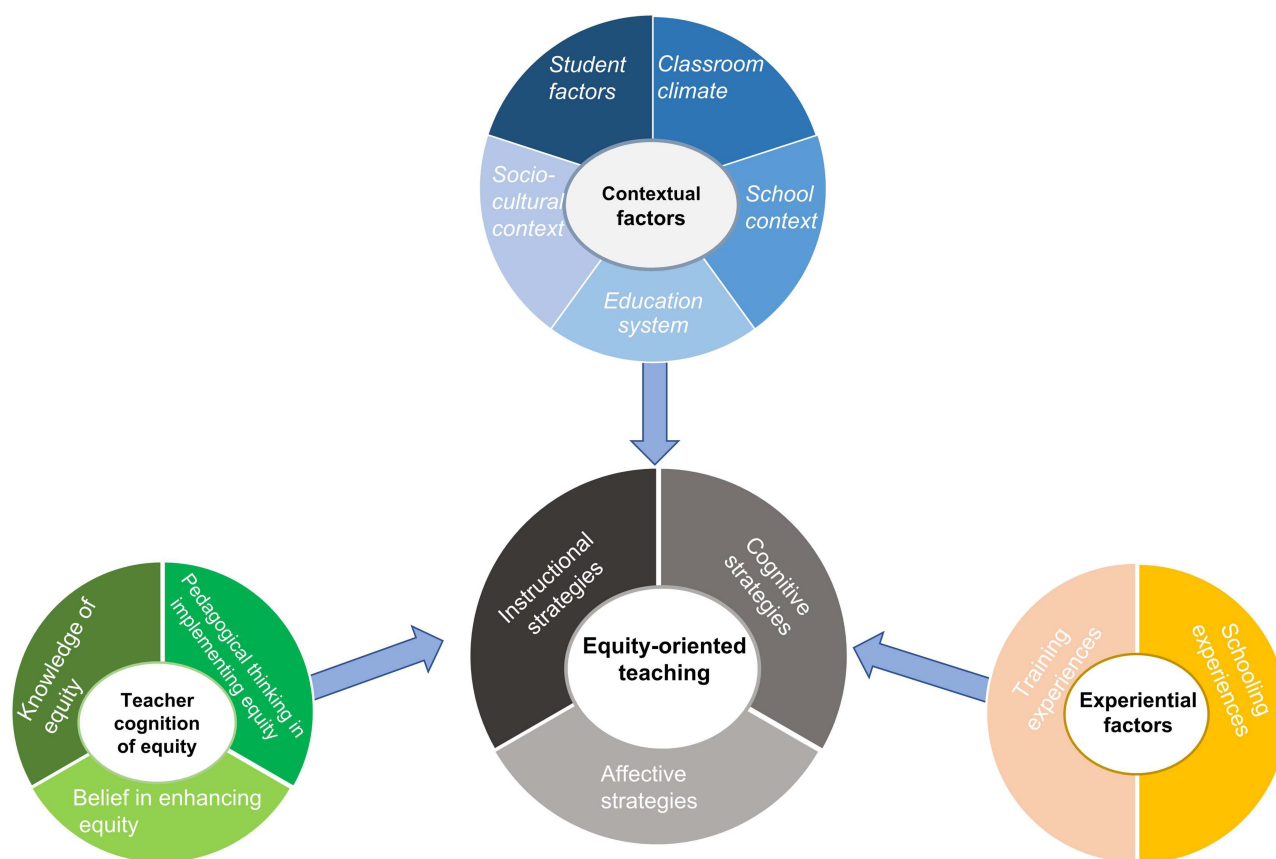 Student
factors
Classroom
climate
Socio-
cultural
context
Contextual
factors
School
context
Education
system
Instructional
strategies
Cognitive
strategies
Equity-oriented
teaching
Affective
strategies
Knowledge of
equity
Pedagogical thinking in
implementing equity
Teacher
cognition
of equity
Belief in enhancing
equity
Training
experiences
Schooling
experiences
Experiential
factors